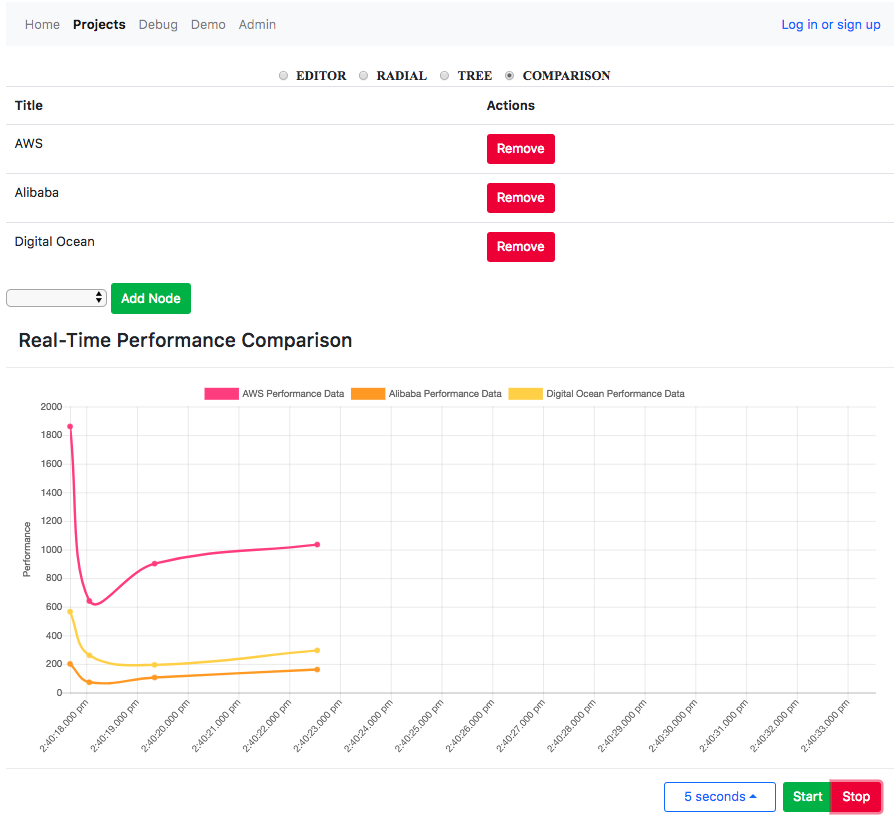 Home Projects Debug Demo Admin Log in or sign up
EDITOR RADIAL TREE COMPARISON
Title Actions
AWS Remove
Alibaba Remove
Digital Ocean Remove
Add Node
Real-Time Performance Comparison
AWS Performance Data Alibaba Performance Data Digital Ocean Performance Data
2000
1800
1600
1400
1200
1000
800
600
400
200
0
Performance
2:40:18.000 pm 2:40:19.000 pm 2:40:20.000 pm 2:40:21.000 pm 2:40:22.000 pm 2:40:23.000 pm 2:40:24.000 pm 2:40:25.000 pm 2:40:26.000 pm 2:40:27.000 pm 2:40:28.000 pm 2:40:29.000 pm 2:40:30.000 pm 2:40:31.000 pm 2:40:32.000 pm 2:40:33.000 pm
5 seconds Start Stop